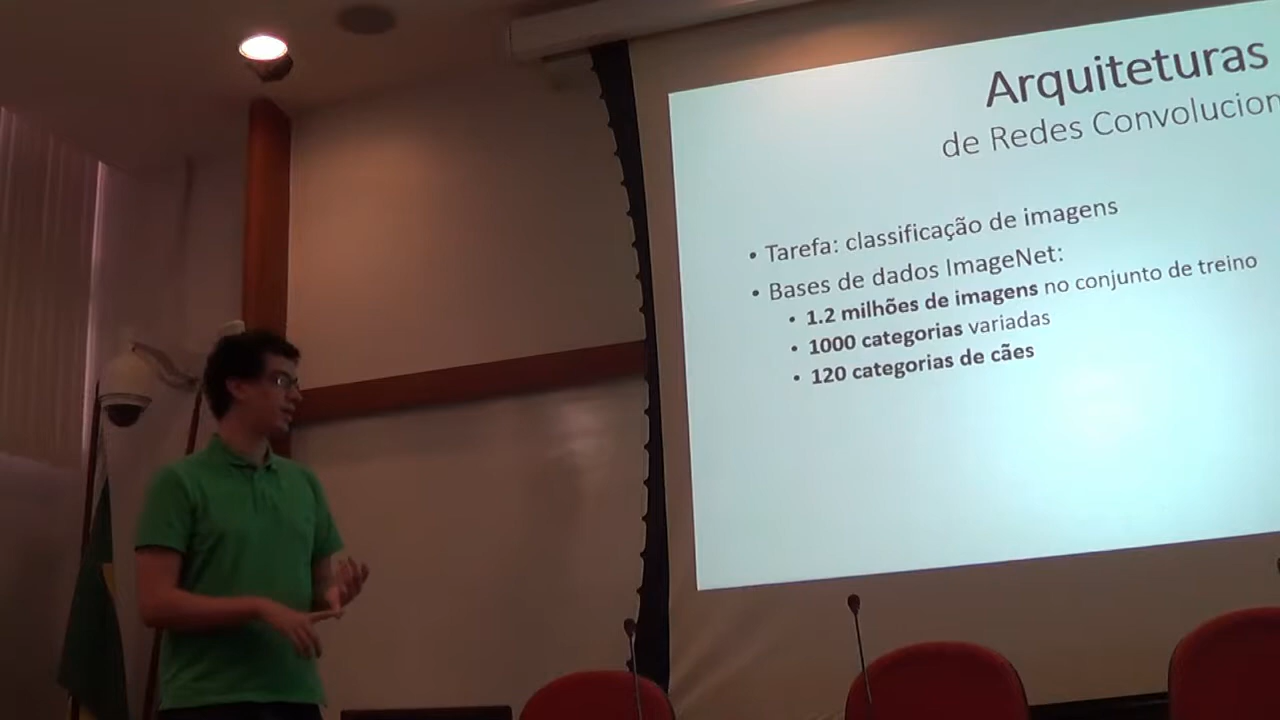 Arquiteturas
de Redes Convolucion
• Tarefa: classificação de imagens
• Bases de dados ImageNet:
• 1.2 milhões de imagens no conjunto de treino
• 1000 categorias variadas
• 120 categorias de cães